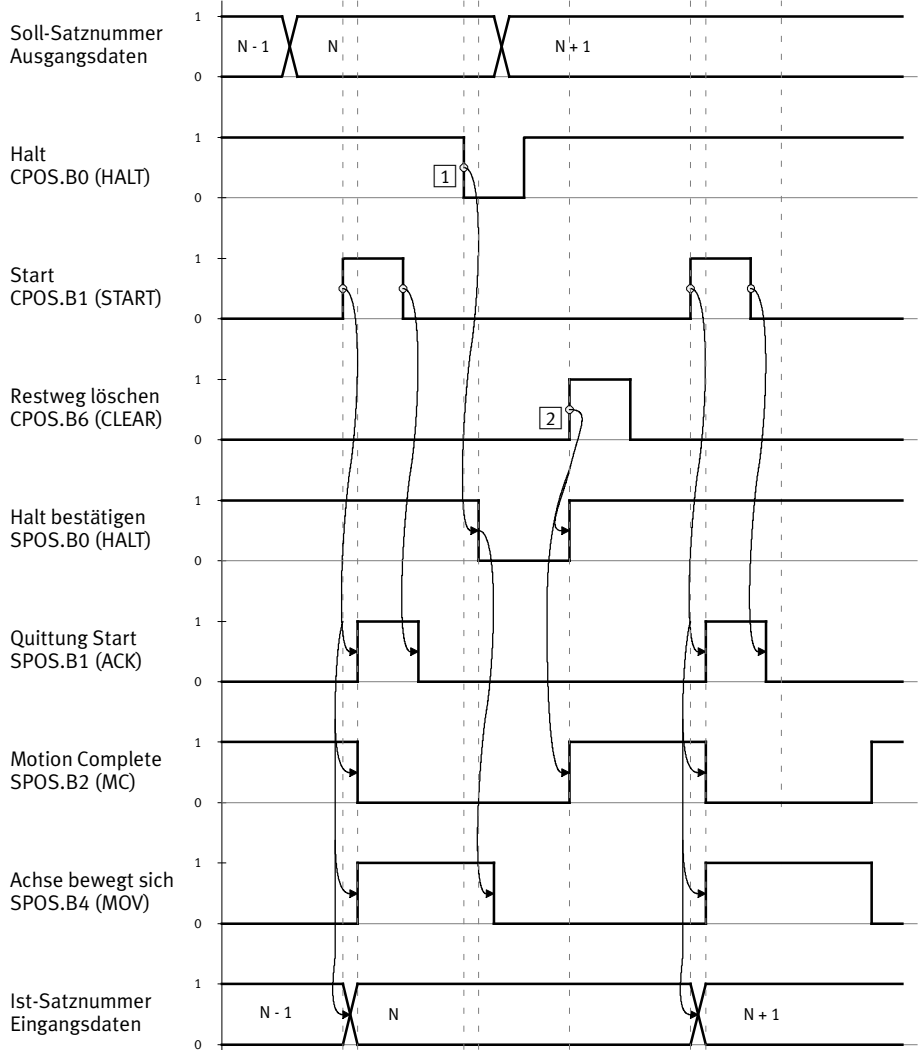 Soll-Satznummer
Ausgangsdaten
1
0
N - 1
N
N + 1
Halt
CPOS.B0 (HALT)
1
0
1
Start
CPOS.B1 (START)
1
0
Restweg löschen
CPOS.B6 (CLEAR)
1
0
2
Halt bestätigen
SPOS.B0 (HALT)
1
0
Quittung Start
SPOS.B1 (ACK)
1
0
Motion Complete
SPOS.B2 (MC)
1
0
Achse bewegt sich
SPOS.B4 (MOV)
1
0
Ist-Satznummer
Eingangsdaten
1
0
N - 1
N
N + 1